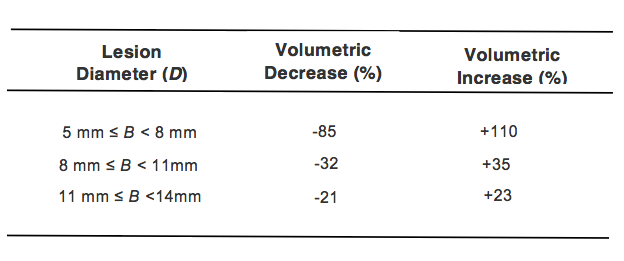 Lesion Diameter (D) Volumetric Decrease (%) Volumetric Increase (%)
5 mm ≤ B < 8 mm -85 +110
8 mm ≤ B < 11mm -32 +35
11 mm ≤ B <14mm -21 +23